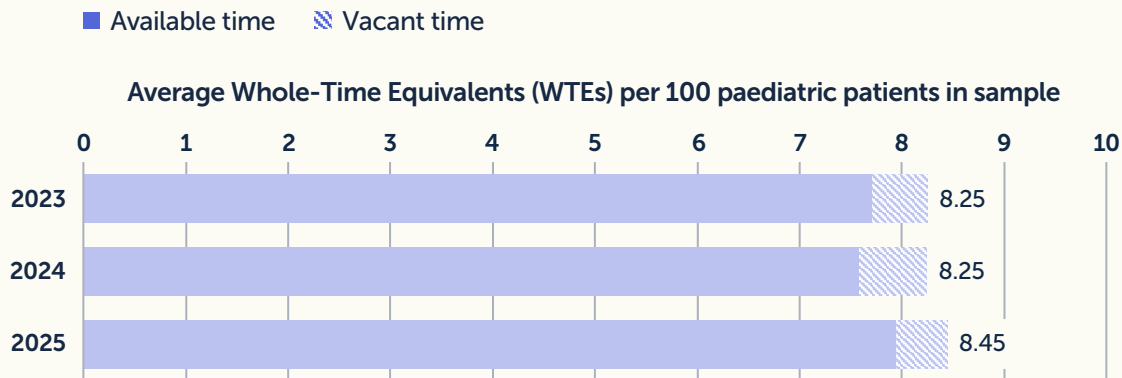 Available time Vacant time
Average Whole-Time Equivalents (WTEs) per 100 paediatric patients in sample
0 1 2 3 4 5 6 7 8 9 10
2023 8.25
2024 8.25
2025 8.45